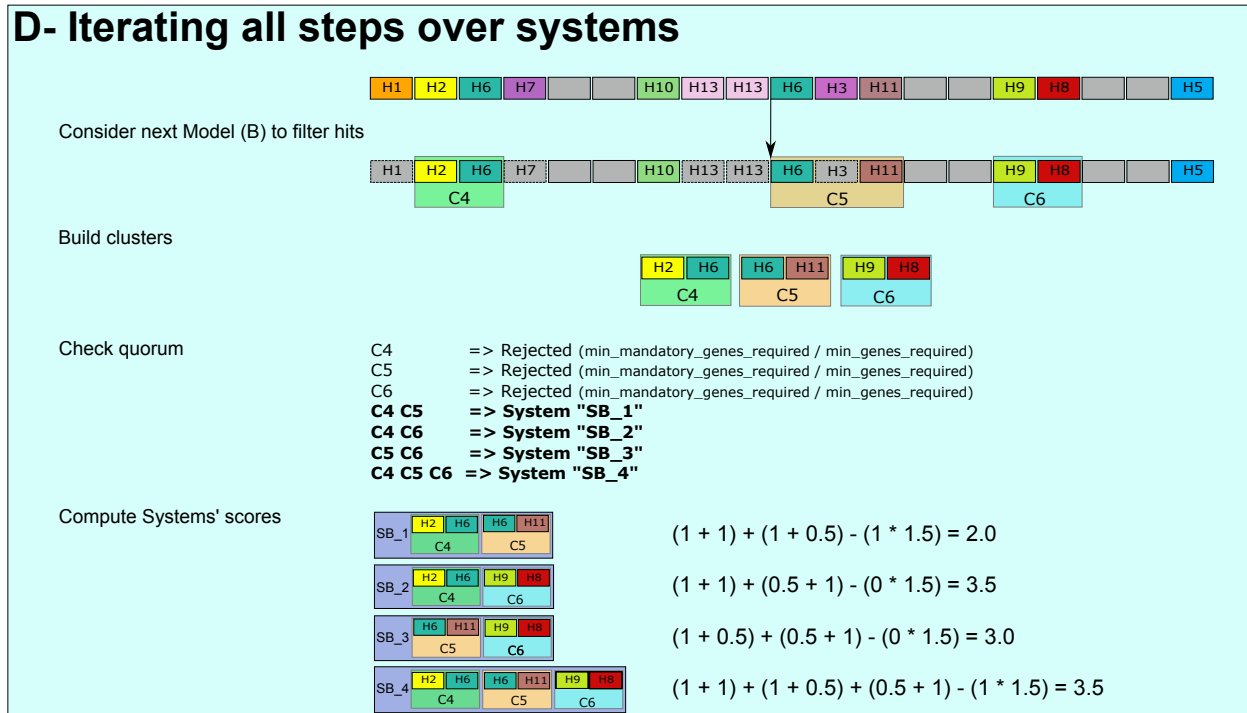 D- Iterating all steps over systems
H1 H2 H6 H7 H10 H13 H13 H6 H3 H11 H9 H8 H5
Consider next Model (B) to filter hits
H1 H2 H6 H7 H10 H13 H13 H6 H3 H11 H9 H8 H5
C4 C5 C6
Build clusters
H2 H6 H6 H11 H9 H8
C4 C5 C6
Check quorum
C4 => Rejected (min_mandatory_genes_required / min_genes_required)
C5 => Rejected (min_mandatory_genes_required / min_genes_required)
C6 => Rejected (min_mandatory_genes_required / min_genes_required)
C4 C5 => System "SB_1"
C4 C6 => System "SB_2"
C5 C6 => System "SB_3"
C4 C5 C6 => System "SB_4"
Compute Systems' scores
SB_1 H2 H6 H6 H11
C4 C5
(1 + 1) + (1 + 0.5) - (1 * 1.5) = 2.0
SB_2 H2 H6 H9 H8
C4 C6
(1 + 1) + (0.5 + 1) - (0 * 1.5) = 3.5
SB_3 H6 H11 H9 H8
C5 C6
(1 + 0.5) + (0.5 + 1) - (0 * 1.5) = 3.0
SB_4 H2 H6 H6 H11 H9 H8
C4 C5 C6
(1 + 1) + (1 + 0.5) + (0.5 + 1) - (1 * 1.5) = 3.5